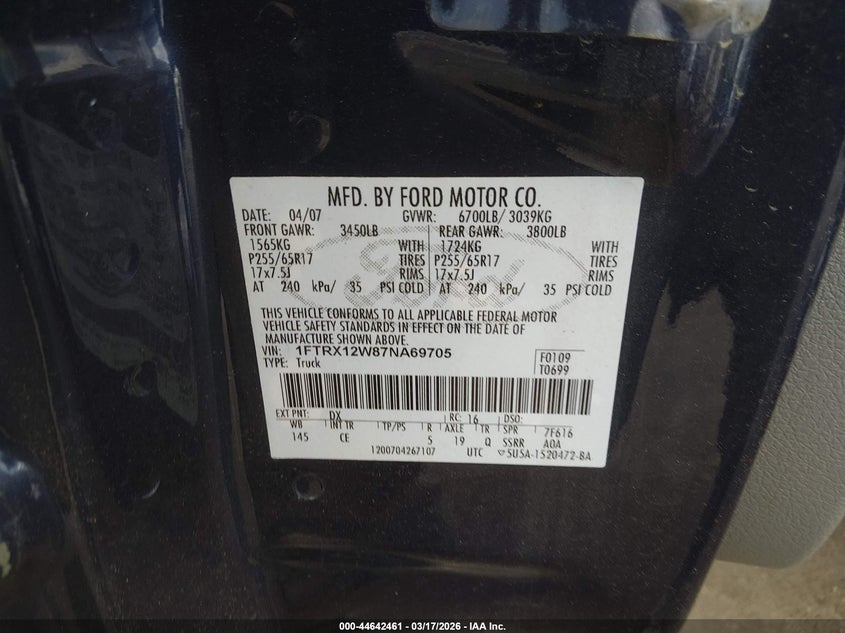 MFD. BY FORD MOTOR CO.
DATE: 04/07 GVWR: 6700LB/ 3039KG
FRONT GAWR: 3450LB REAR GAWR: 3800LB
1565KG WITH 1724KG WITH
P255/65R17 TIRES P255/65R17 TIRES
17x7.5J RIMS 17x7.5J RIMS
AT 240 kPa/ 35 PSI COLD AT 240 kPa/ 35 PSI COLD
Ford
THIS VEHICLE CONFORMS TO ALL APPLICABLE FEDERAL MOTOR
VEHICLE SAFETY STANDARDS IN EFFECT ON THE DATE OF
MANUFACTURE SHOWN ABOVE.
VIN: 1FTRX12W87NA69705 F0109
TYPE: Truck T0699
EXT PNT: DX RC: 16 DSO:
WB INT TR TP/PS R AXLE TR SPR 7F616
145 CE 5 19 Q SSRR AOA
1200704267107 UTC 5U5A-1520472-BA
000-44642461 - 03/17/2026 - IAA Inc.